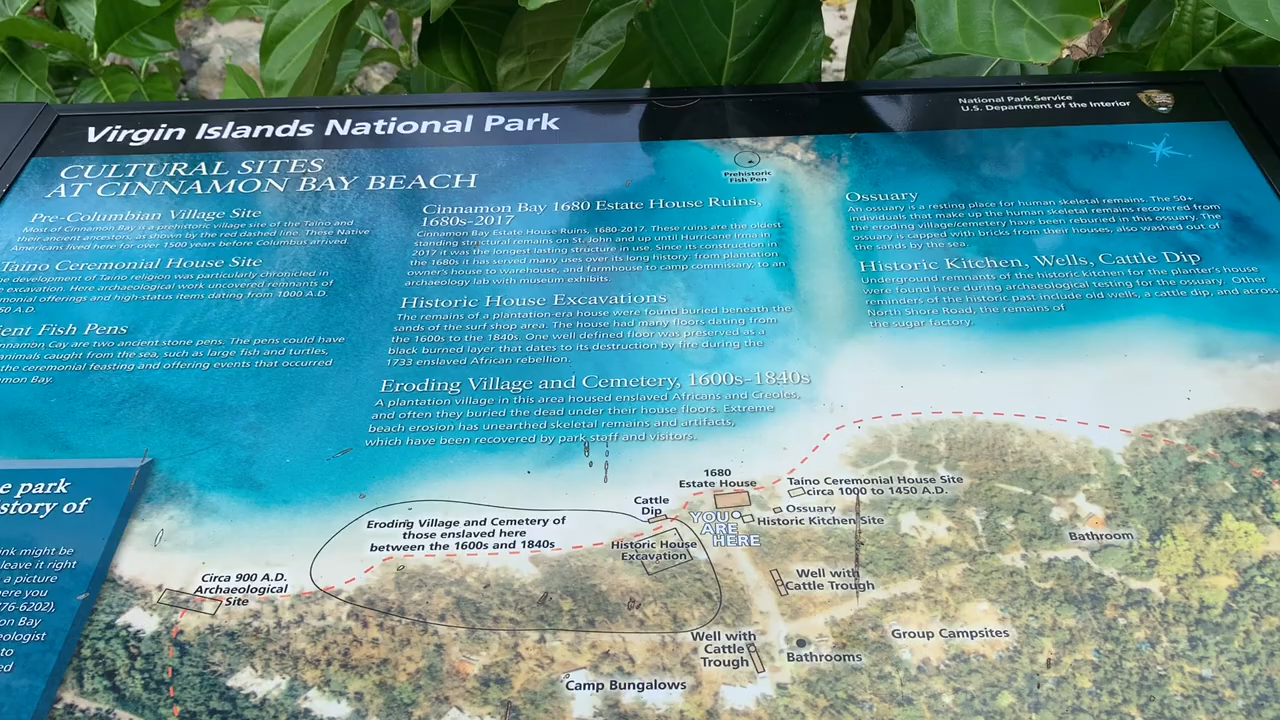 National Park Service
U.S. Department of the Interior
Virgin Islands National Park
CULTURAL SITES
AT CINNAMON BAY BEACH
Pre-Columbian Village Site
Most of Cinnamon Bay is a prehistoric village site of the Taino and
their ancient ancestors, as shown by the red dashed line. These Native
Americans lived here for over 1500 years before Columbus arrived.
Taino Ceremonial House Site
development of Taino religion was particularly chronicled in
excavation. Here archaeological work uncovered remnants of
monial offerings and high-status items dating from 1000 A.D.
50 A.D.
ient Fish Pens
nnamon Cay are two ancient stone pens. The pens could have
animals caught from the sea, such as large fish and turtles,
the ceremonial feasting and offering events that occurred
mon Bay.
Cinnamon Bay 1680 Estate House Ruins,
1680s-2017
Cinnamon Bay Estate House Ruins, 1680-2017. These ruins are the oldest
standing structural remains on St. John and up until Hurricane Irma in
2017 it was the longest lasting structure in use. Since its construction in
the 1680s it has served many uses over its long history: from plantation
owner's house to warehouse, and farmhouse to camp commissary, to an
archaeology lab with museum exhibits.
Historic House Excavations
The remains of a plantation-era house were found buried beneath the
sands of the surf shop area. The house had many floors dating from
the 1600s to the 1840s. One well defined floor was preserved as a
black burned layer that dates to its destruction by fire during the
1733 enslaved African rebellion.
Eroding Village and Cemetery, 1600s-1840s
A plantation village in this area housed enslaved Africans and Creoles,
and often they buried the dead under their house floors. Extreme
beach erosion has unearthed skeletal remains and artifacts,
which have been recovered by park staff and visitors.
Prehistoric
Fish Pen
Ossuary
An ossuary is a resting place for human skeletal remains. The 50+
individuals that make up the human skeletal remains recovered from
the eroding village/cemetery have been reburied in this ossuary. The
ossuary is capped with bricks from their houses, also washed out of
the sands by the sea.
Historic Kitchen, Wells, Cattle Dip
Underground remnants of the historic kitchen for the planter's house
were found here during archaeological testing for the ossuary. Other
reminders of the historic past include old wells, a cattle dip, and across
North Shore Road, the remains of
the sugar factory.
1680
Estate House
Taíno Ceremonial House Site
circa 1000 to 1450 A.D.
Cattle
Dip
Ossuary
Historic Kitchen Site
YOU
ARE
HERE
Eroding Village and Cemetery of
those enslaved here
between the 1600s and 1840s
Historic House
Excavation
Bathroom
Circa 900 A.D.
Archaeological
Site
Well with
Cattle Trough
Group Campsites
Well with
Cattle
Trough
Bathrooms
Camp Bungalows
e park
story of
ink might be
leave it right
a picture
here you
76-6202),
on Bay
eologist
to
ed